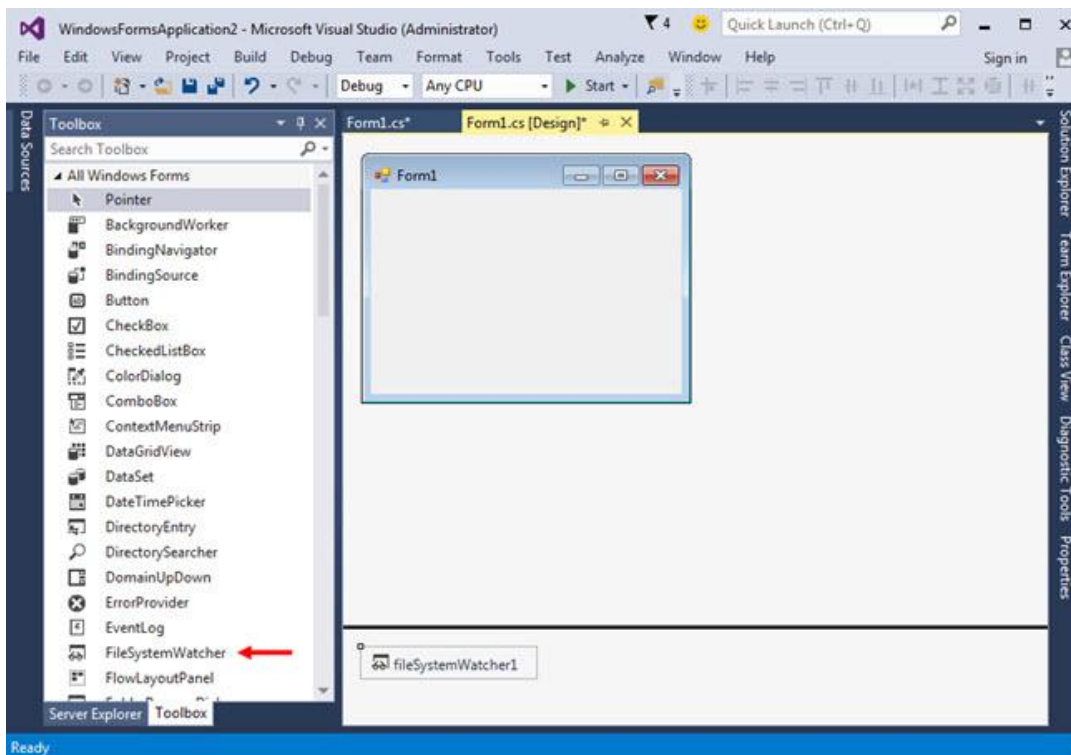 WindowsFormsApplication2 - Microsoft Visual Studio (Administrator)
4
Quick Launch (Ctrl+Q)
File Edit View Project Build Debug Team Format Tools Test Analyze Window Help
Sign in
Debug
Any CPU
Start
Data Sources
Toolbox
Search Toolbox
All Windows Forms
Pointer
BackgroundWorker
BindingNavigator
BindingSource
Button
CheckBox
CheckedListBox
ColorDialog
ComboBox
ContextMenuStrip
DataGridView
DataSet
DateTimePicker
DirectoryEntry
DirectorySearcher
DomainUpDown
ErrorProvider
EventLog
FileSystemWatcher
FlowLayoutPanel
Server Explorer
Toolbox
Form1.cs*
Form1.cs [Design]*
Form1
fileSystemWatcher1
Solution Explorer
Team Explorer
Class View
Diagnostic Tools
Properties
Ready